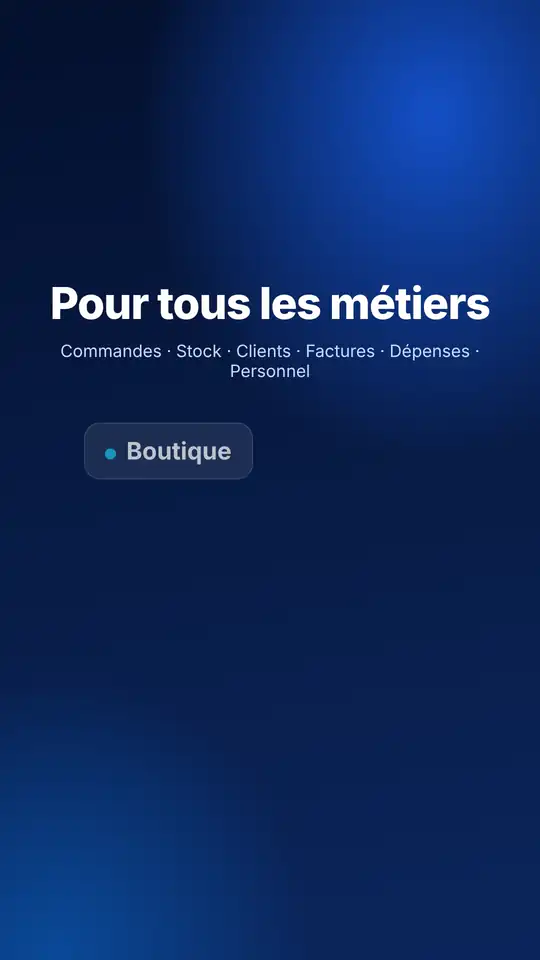 Pour tous les métiers
Commandes · Stock · Clients · Factures · Dépenses ·
Personnel
Boutique